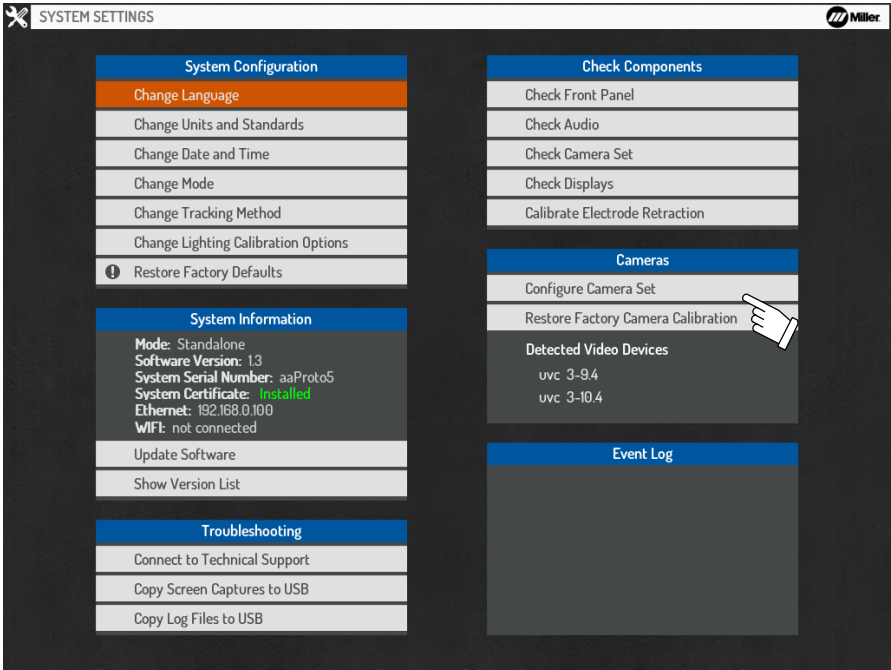 SYSTEM SETTINGS
Miller
System Configuration
Change Language
Change Units and Standards
Change Date and Time
Change Mode
Change Tracking Method
Change Lighting Calibration Options
Restore Factory Defaults
System Information
Mode: Standalone
Software Version: 1.3
System Serial Number: aaProto5
System Certificate: Installed
Ethernet: 192.168.0.100
WIFI: not connected
Update Software
Show Version List
Troubleshooting
Connect to Technical Support
Copy Screen Captures to USB
Copy Log Files to USB
Check Components
Check Front Panel
Check Audio
Check Camera Set
Check Displays
Calibrate Electrode Retraction
Cameras
Configure Camera Set
Restore Factory Camera Calibration
Detected Video Devices
uvc 3-9.4
uvc 3-10.4
Event Log